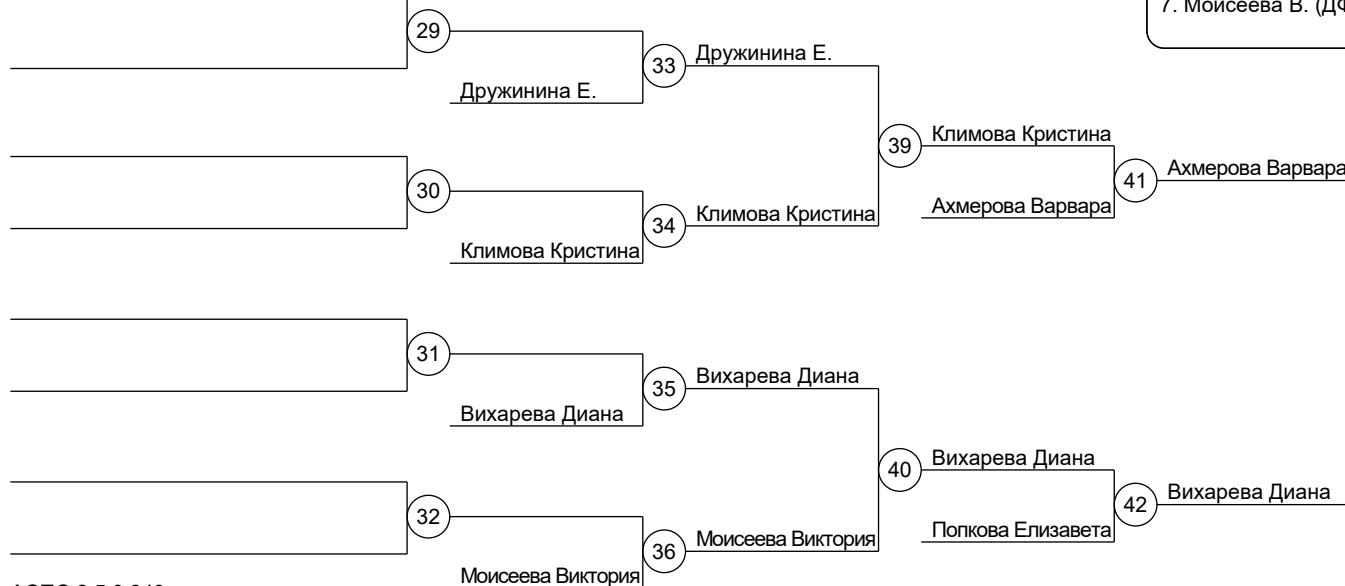 7. Моисеева В. (ДФ
29
Дружинина Е.
33
Дружинина Е.
39
Климова Кристина
41
Ахмерова Варвара
Ахмерова Варвара
30
Климова Кристина
34
Климова Кристина
31
Вихарева Диана
35
Вихарева Диана
40
Вихарева Диана
42
Вихарева Диана
Попкова Елизавета
32
Моисеева Виктория
36
Моисеева Виктория